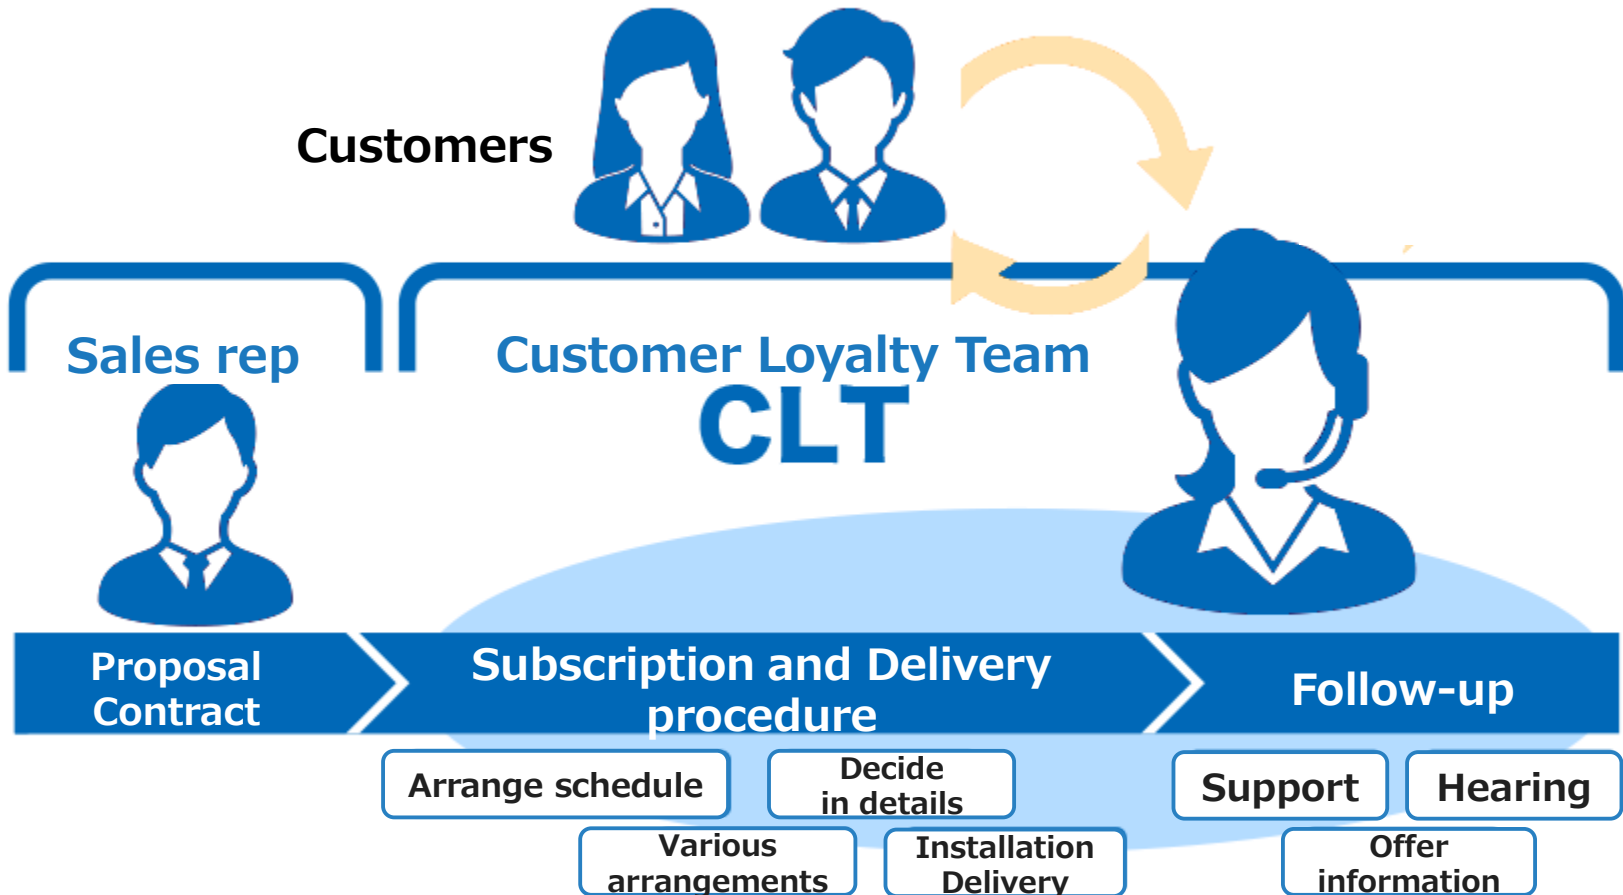 Customers
Sales rep
Customer Loyalty Team
CLT
Proposal
Contract
Subscription and Delivery
procedure
Follow-up
Arrange schedule
Decide
in details
Various
arrangements
Installation
Delivery
Support
Hearing
Offer
information